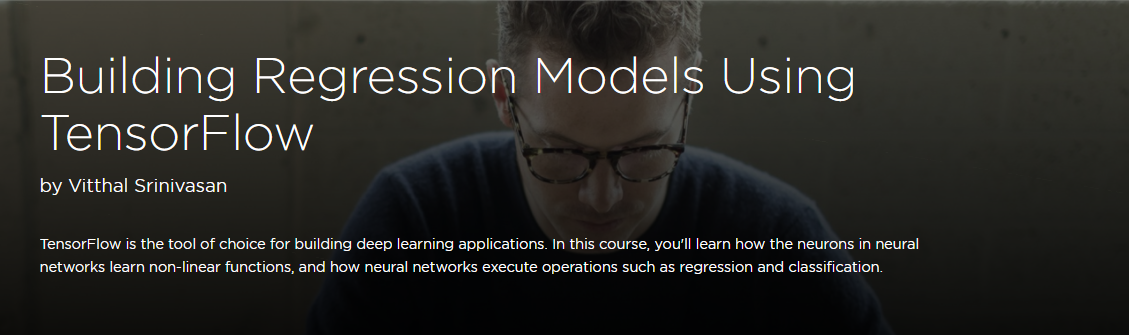 Building Regression Models Using
TensorFlow
by Vitthal Srinivasan
TensorFlow is the tool of choice for building deep learning applications. In this course, you'll learn how the neurons in neural
networks learn non-linear functions, and how neural networks execute operations such as regression and classification.